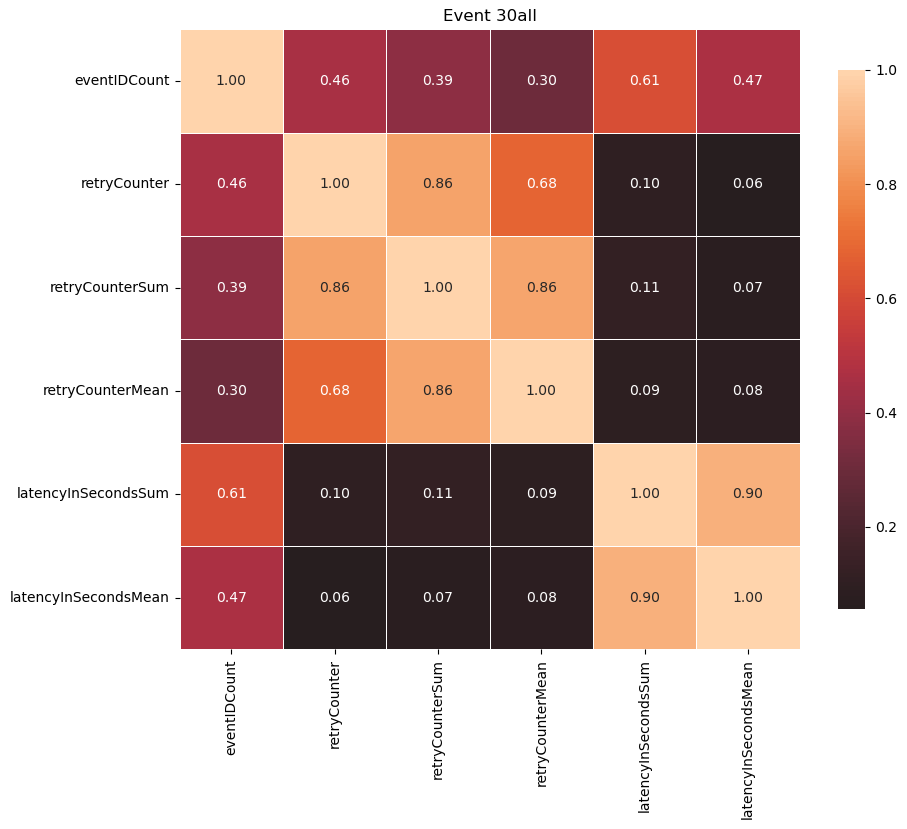 Event 30all
eventIDCount 1.00 0.46 0.39 0.30 0.61 0.47
retryCounter 0.46 1.00 0.86 0.68 0.10 0.06
retryCounterSum 0.39 0.86 1.00 0.86 0.11 0.07
retryCounterMean 0.30 0.68 0.86 1.00 0.09 0.08
latencyInSecondsSum 0.61 0.10 0.11 0.09 1.00 0.90
latencyInSecondsMean 0.47 0.06 0.07 0.08 0.90 1.00
eventIDCount
retryCounter
retryCounterSum
retryCounterMean
latencyInSecondsSum
latencyInSecondsMean
1.0
0.8
0.6
0.4
0.2